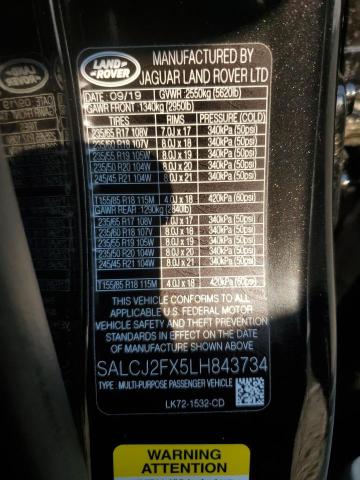 LAND ROVER
MANUFACTURED BY
JAGUAR LAND ROVER LTD
DATE 09/19 GVWR 2550kg (5620lb)
GAWR FRONT 1340kg (2950lb)
TIRES RIMS PRESSURE (COLD)
235/65 R17 108V 7.0J x 17 340kPa (50psi)
235/60 R18 107V 8.0J x 18 340kPa (50psi)
235/55 R19 105W 8.0J x 19 340kPa (50psi)
235/50 R20 104W 8.0J x 20 340kPa (50psi)
245/45 R21 104W 8.0J x 21 340kPa (50psi)
T155/85 R18 115M 4.0J x 18 420kPa (60psi)
GAWR REAR 1290kg (2840lb)
235/65 R17 108V 7.0J x 17 340kPa (50psi)
235/60 R18 107V 8.0J x 18 340kPa (50psi)
235/55 R19 105W 8.0J x 19 340kPa (50psi)
235/50 R20 104W 8.0J x 20 340kPa (50psi)
245/45 R21 104W 8.0J x 21 340kPa (50psi)
T155/85 R18 115M 4.0J x 18 420kPa (60psi)
THIS VEHICLE CONFORMS TO ALL
APPLICABLE U.S. FEDERAL MOTOR
VEHICLE SAFETY AND THEFT PREVENTION
STANDARDS IN EFFECT ON THE DATE OF
MANUFACTURE SHOWN ABOVE
SALCJ2FX5LH843734
TYPE: MULTI-PURPOSE PASSENGER VEHICLE
LK72-1532-CD
WARNING
ATTENTION